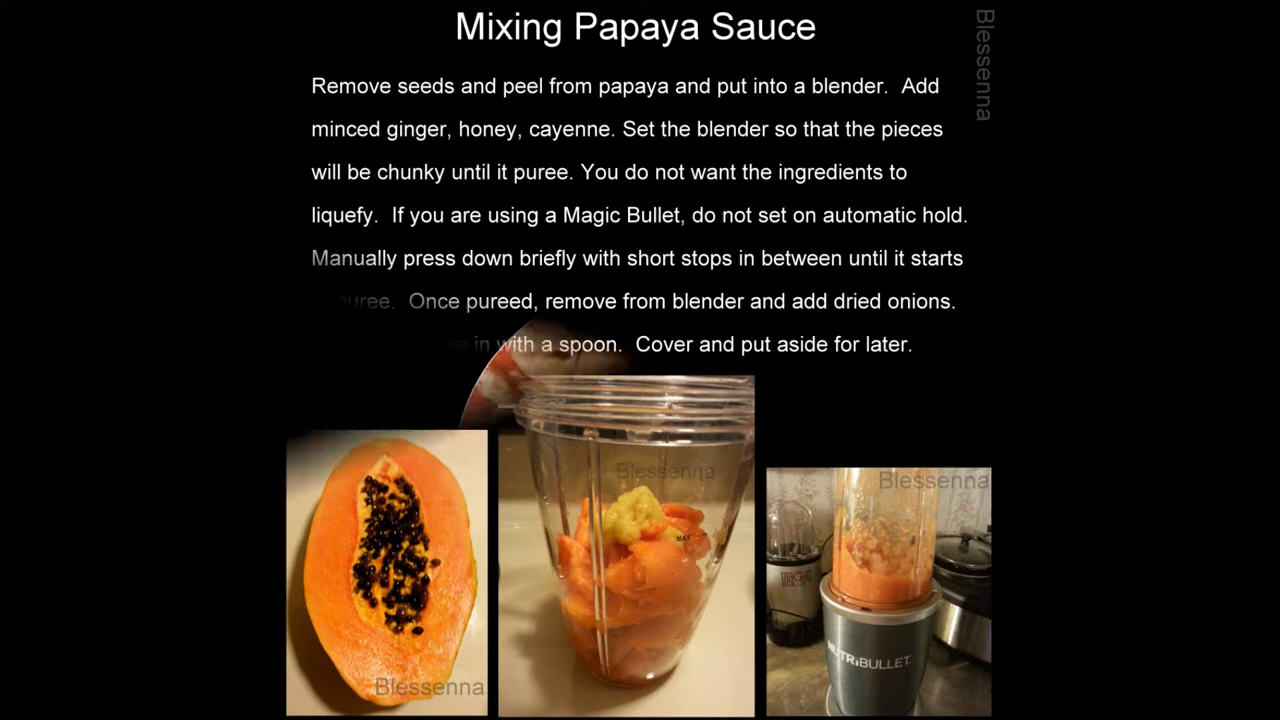 Mixing Papaya Sauce
Blessenna
Remove seeds and peel from papaya and put into a blender.  Add
minced ginger, honey, cayenne. Set the blender so that the pieces
will be chunky until it puree. You do not want the ingredients to
liquefy.  If you are using a Magic Bullet, do not set on automatic hold.
Manually press down briefly with short stops in between until it starts
puree.  Once pureed, remove from blender and add dried onions.
in with a spoon.  Cover and put aside for later.
Blessenna
MAX
Blessenna
Blessenna
MAGIC
NUTRiBULLET.